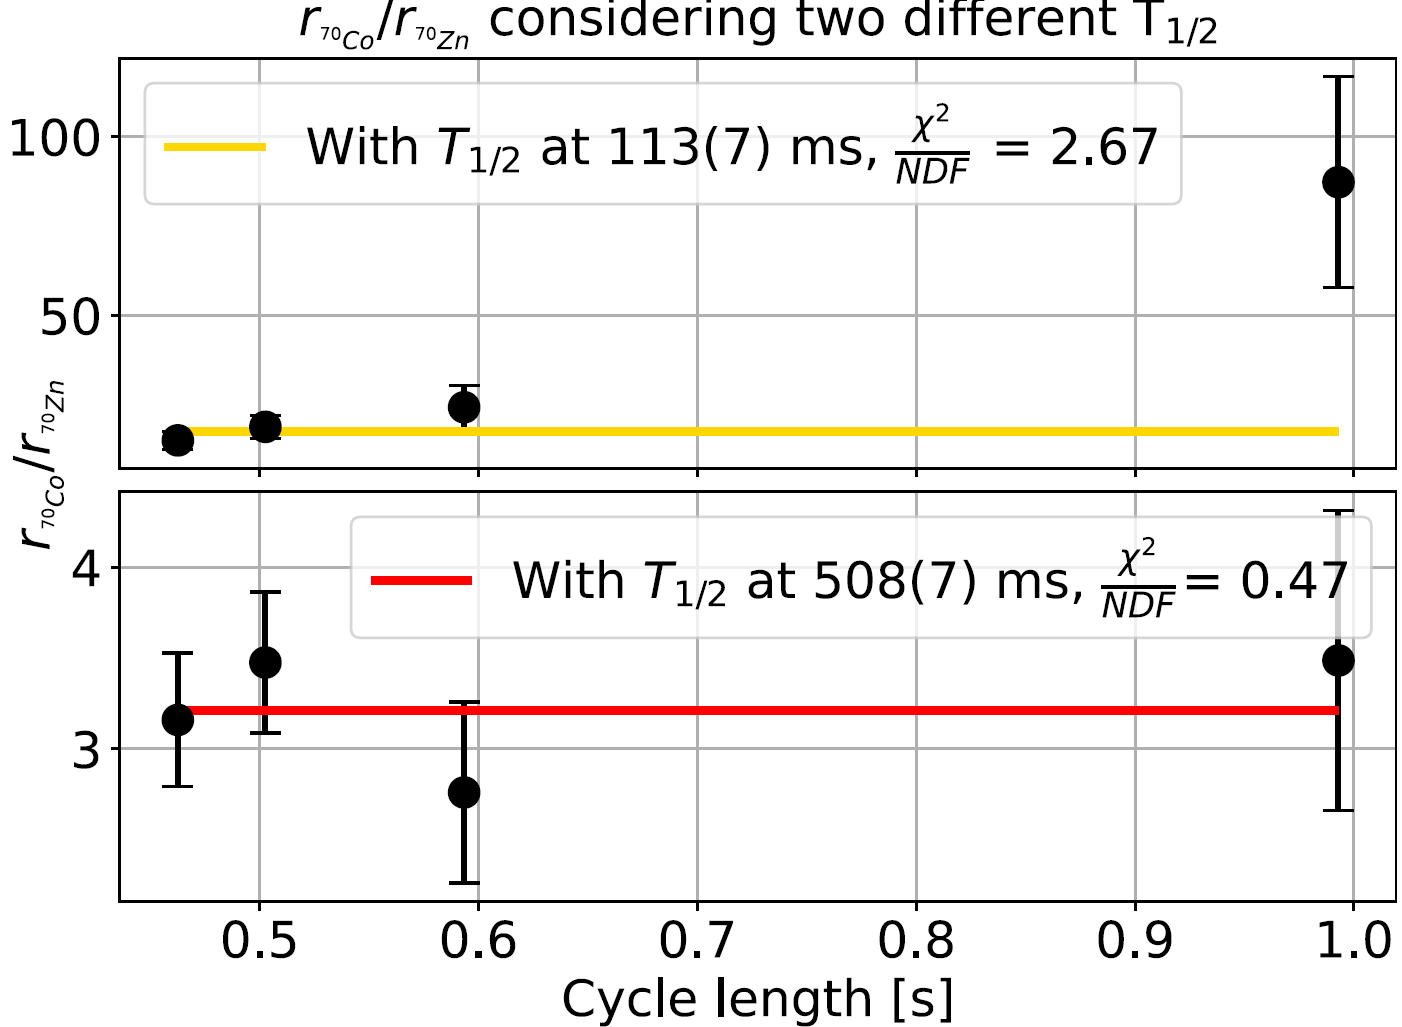 r⁷⁰Co/r⁷⁰Zn considering two different T1/2
100
50
With T1/2 at 113(7) ms, χ²/NDF = 2.67
r⁷⁰Co/r⁷⁰Zn
4
3
With T1/2 at 508(7) ms, χ²/NDF = 0.47
0.5 0.6 0.7 0.8 0.9 1.0
Cycle length [s]